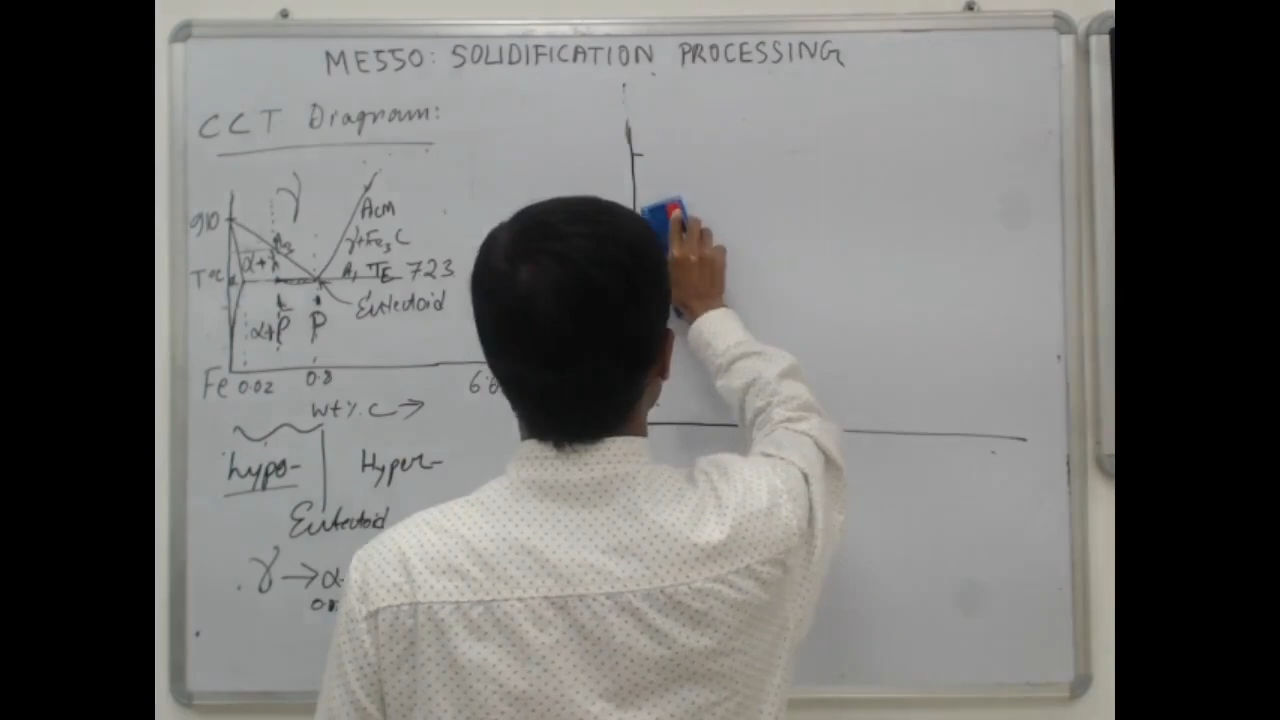 ME550: SOLIDIFICATION PROCESSING
CCT Diagram:
γ
910
Acm
A3
γ+Fe3C
α+γ
T°C
A1 TE 723
Eutectoid
α+P P
Fe 0.02 0.8
wt% C →
hypo- Hyper-
Eutectoid
γ → α